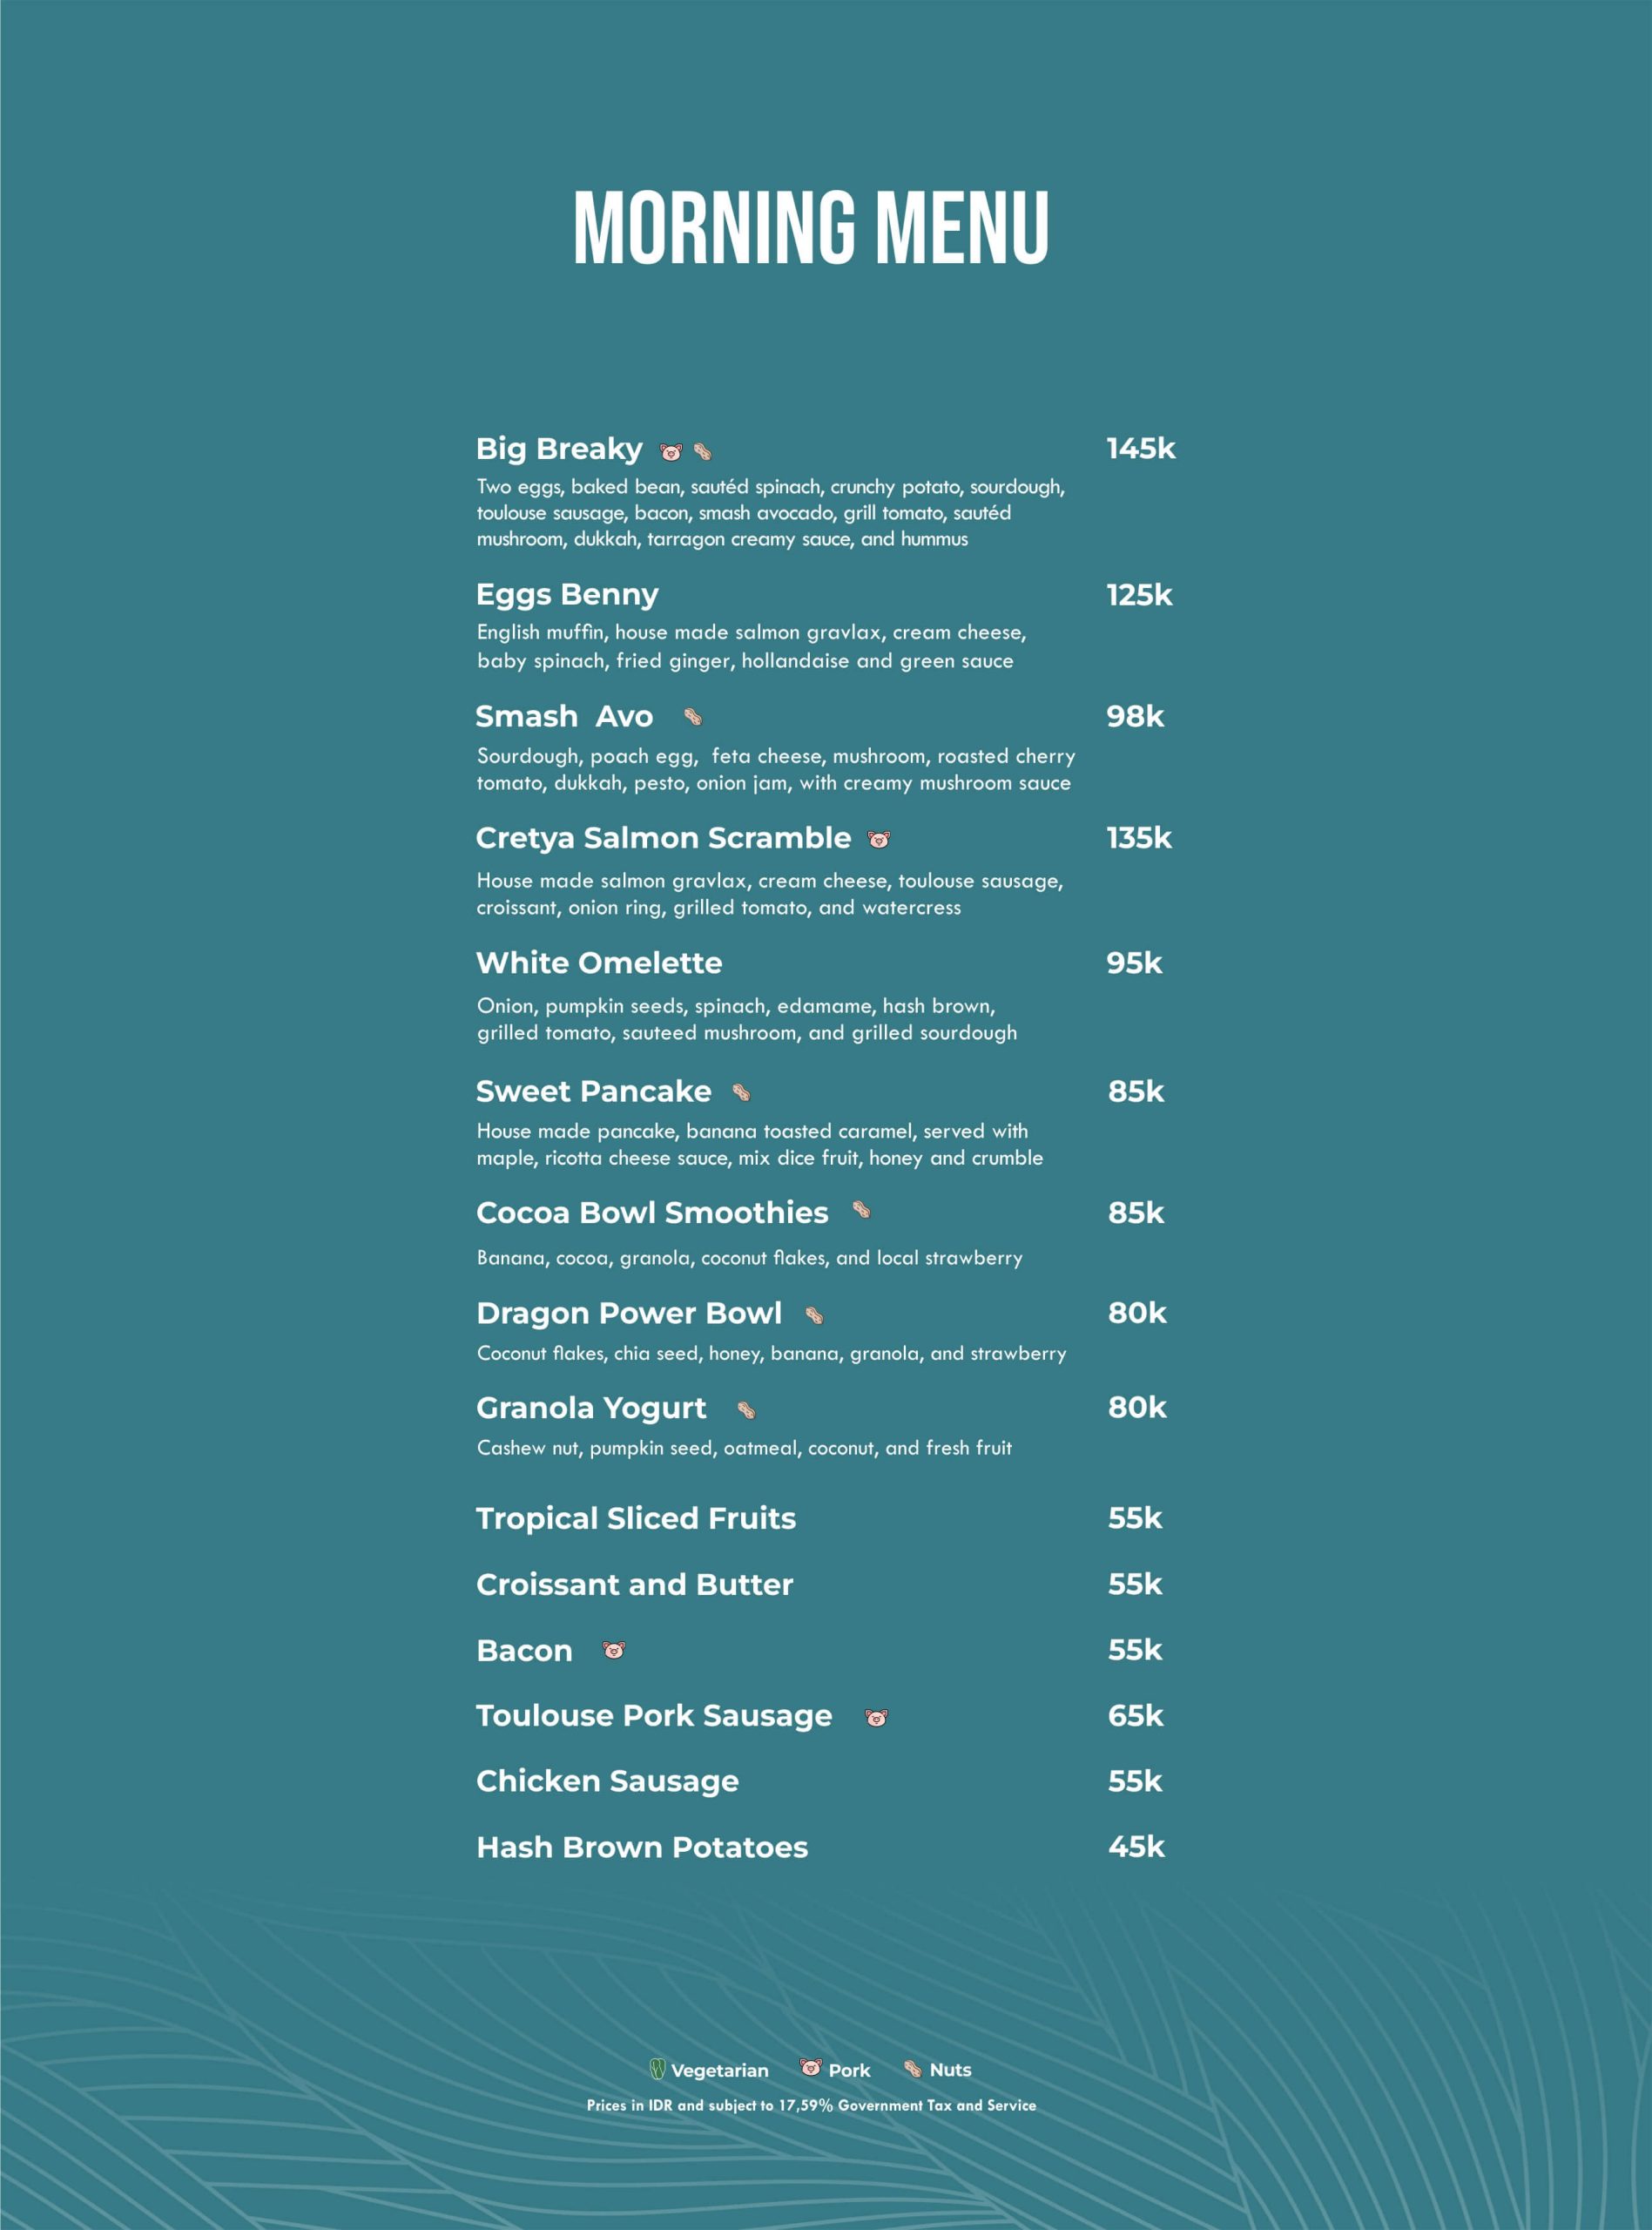 MORNING MENU
Big Breaky 145k
Two eggs, baked bean, sautéd spinach, crunchy potato, sourdough,
toulouse sausage, bacon, smash avocado, grill tomato, sautéd
mushroom, dukkah, tarragon creamy sauce, and hummus
Eggs Benny 125k
English muffin, house made salmon gravlax, cream cheese,
baby spinach, fried ginger, hollandaise and green sauce
Smash Avo 98k
Sourdough, poach egg, feta cheese, mushroom, roasted cherry
tomato, dukkah, pesto, onion jam, with creamy mushroom sauce
Cretya Salmon Scramble 135k
House made salmon gravlax, cream cheese, toulouse sausage,
croissant, onion ring, grilled tomato, and watercress
White Omelette 95k
Onion, pumpkin seeds, spinach, edamame, hash brown,
grilled tomato, sauteed mushroom, and grilled sourdough
Sweet Pancake 85k
House made pancake, banana toasted caramel, served with
maple, ricotta cheese sauce, mix dice fruit, honey and crumble
Cocoa Bowl Smoothies 85k
Banana, cocoa, granola, coconut flakes, and local strawberry
Dragon Power Bowl 80k
Coconut flakes, chia seed, honey, banana, granola, and strawberry
Granola Yogurt 80k
Cashew nut, pumpkin seed, oatmeal, coconut, and fresh fruit
Tropical Sliced Fruits 55k
Croissant and Butter 55k
Bacon 55k
Toulouse Pork Sausage 65k
Chicken Sausage 55k
Hash Brown Potatoes 45k
Vegetarian Pork Nuts
Prices in IDR and subject to 17,59% Government Tax and Service